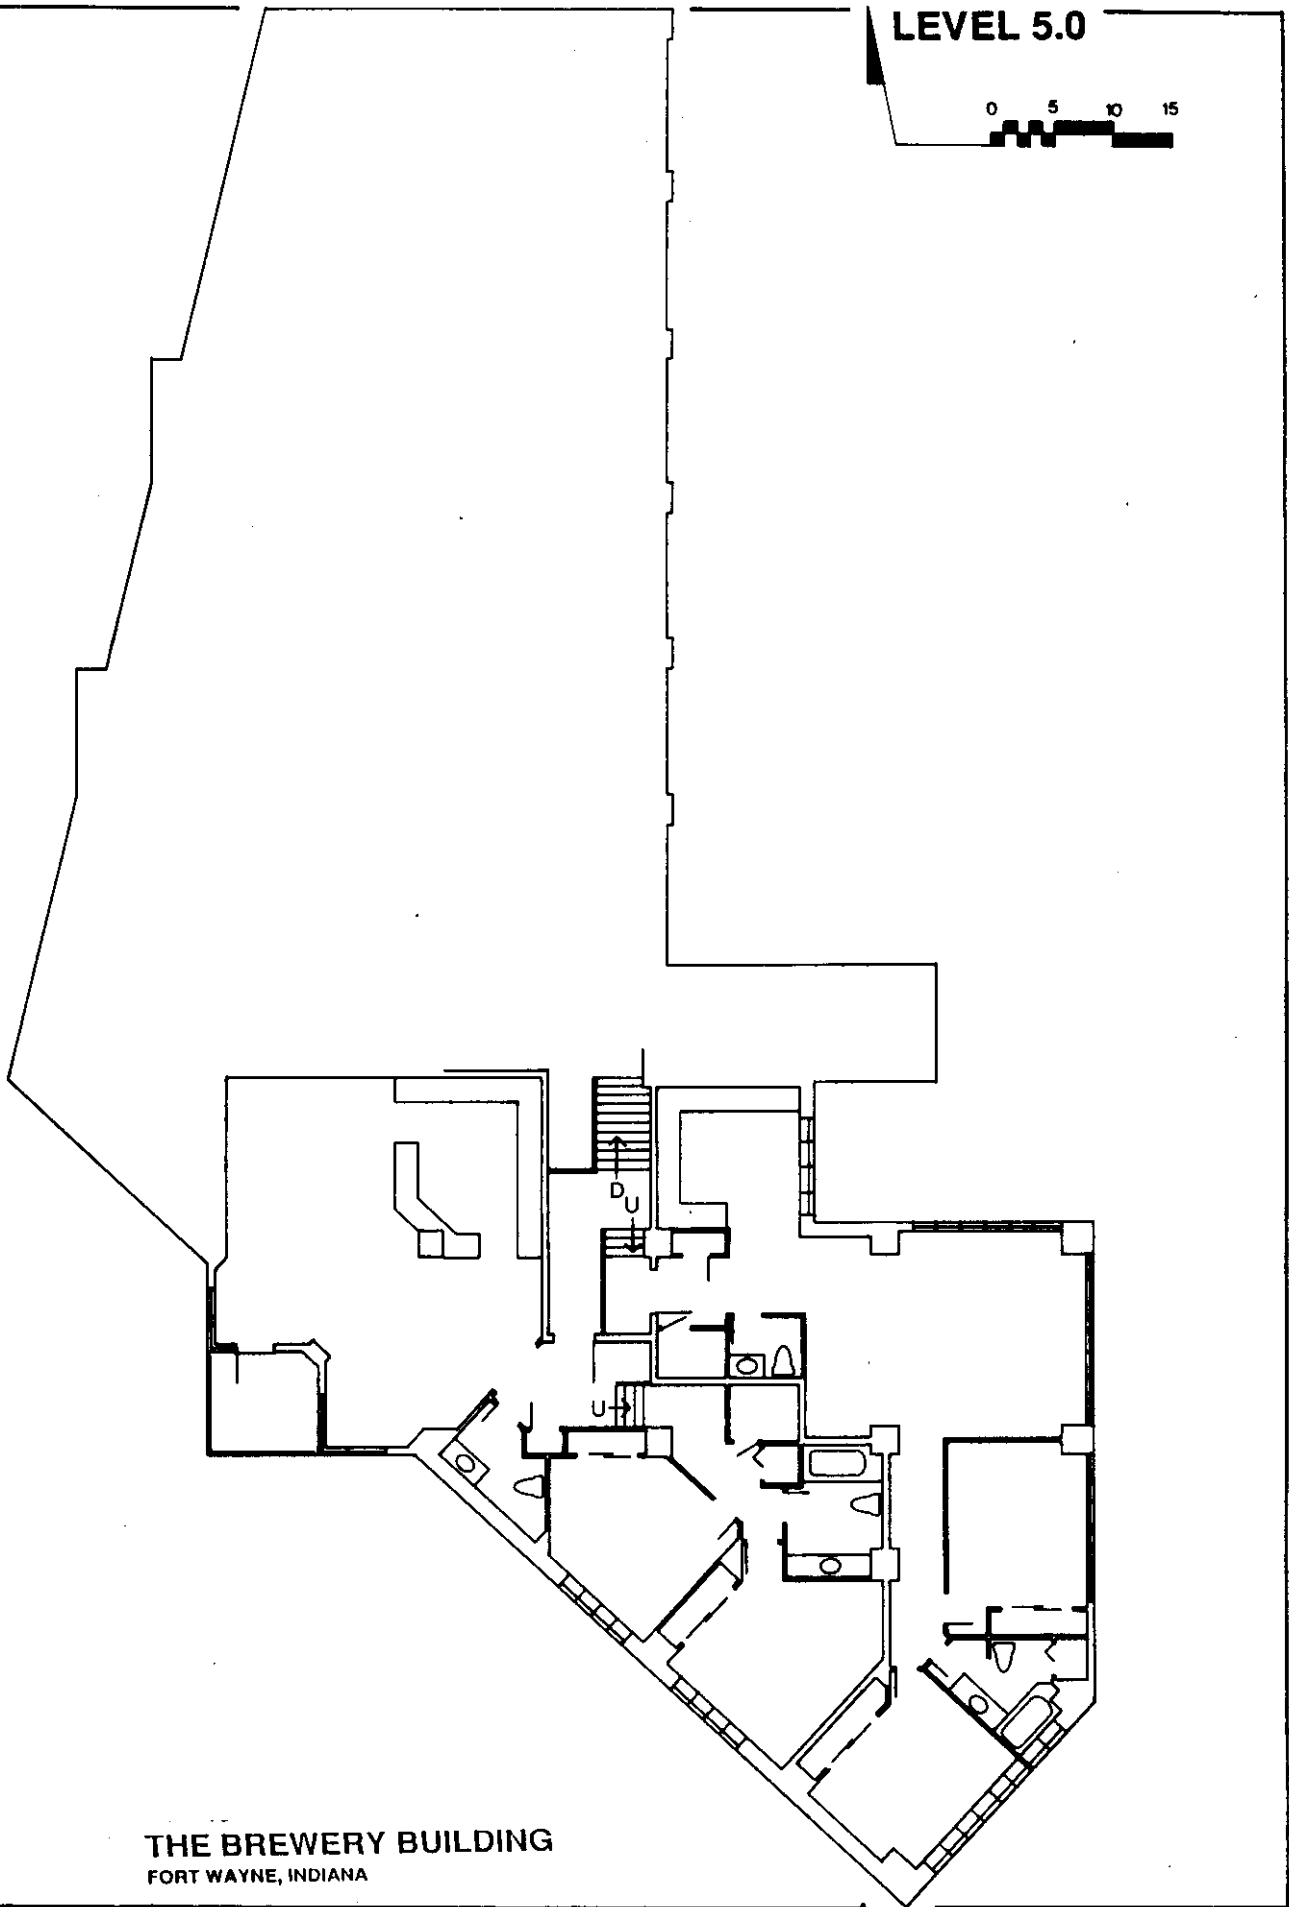 LEVEL 5.0
0 5 10 15
D
U
U
THE BREWERY BUILDING
FORT WAYNE, INDIANA